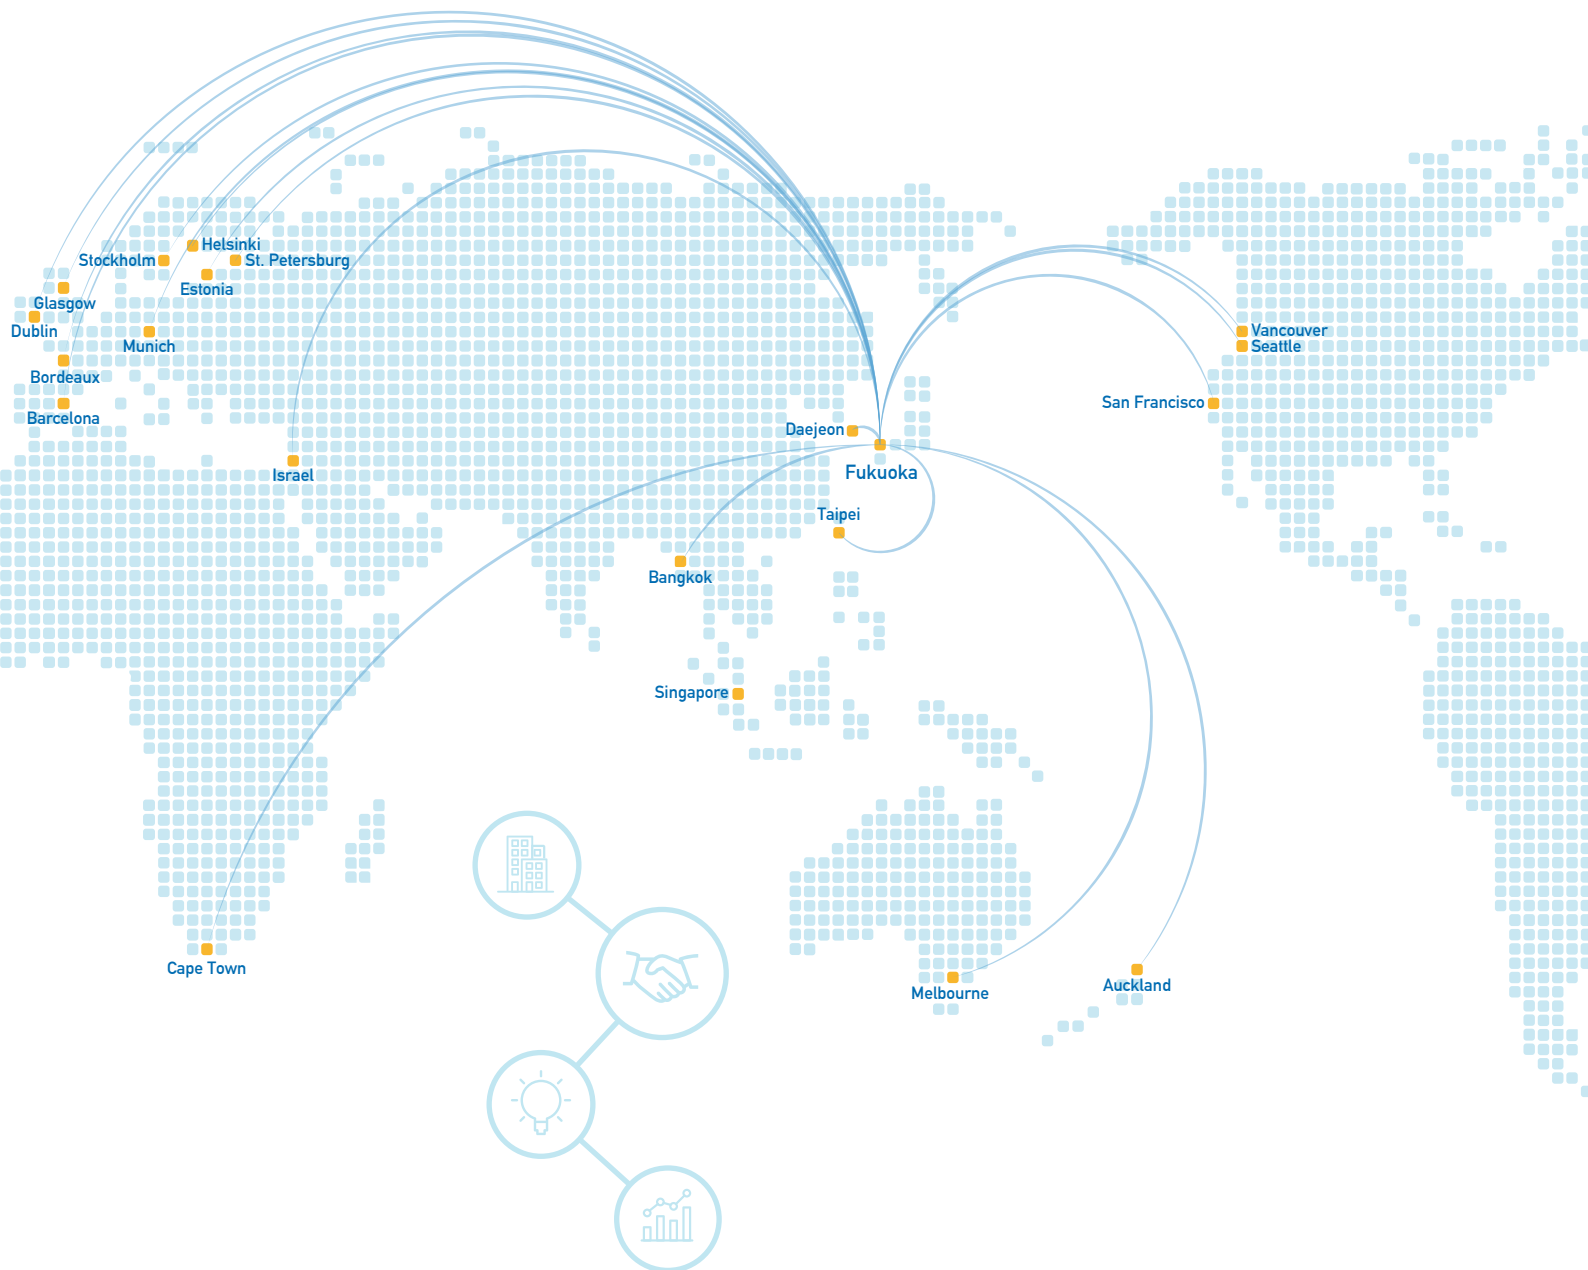 Helsinki
Stockholm
St. Petersburg
Estonia
Glasgow
Dublin
Munich
Vancouver
Seattle
Bordeaux
San Francisco
Barcelona
Daejeon
Israel
Fukuoka
Taipei
Bangkok
Singapore
Cape Town
Auckland
Melbourne